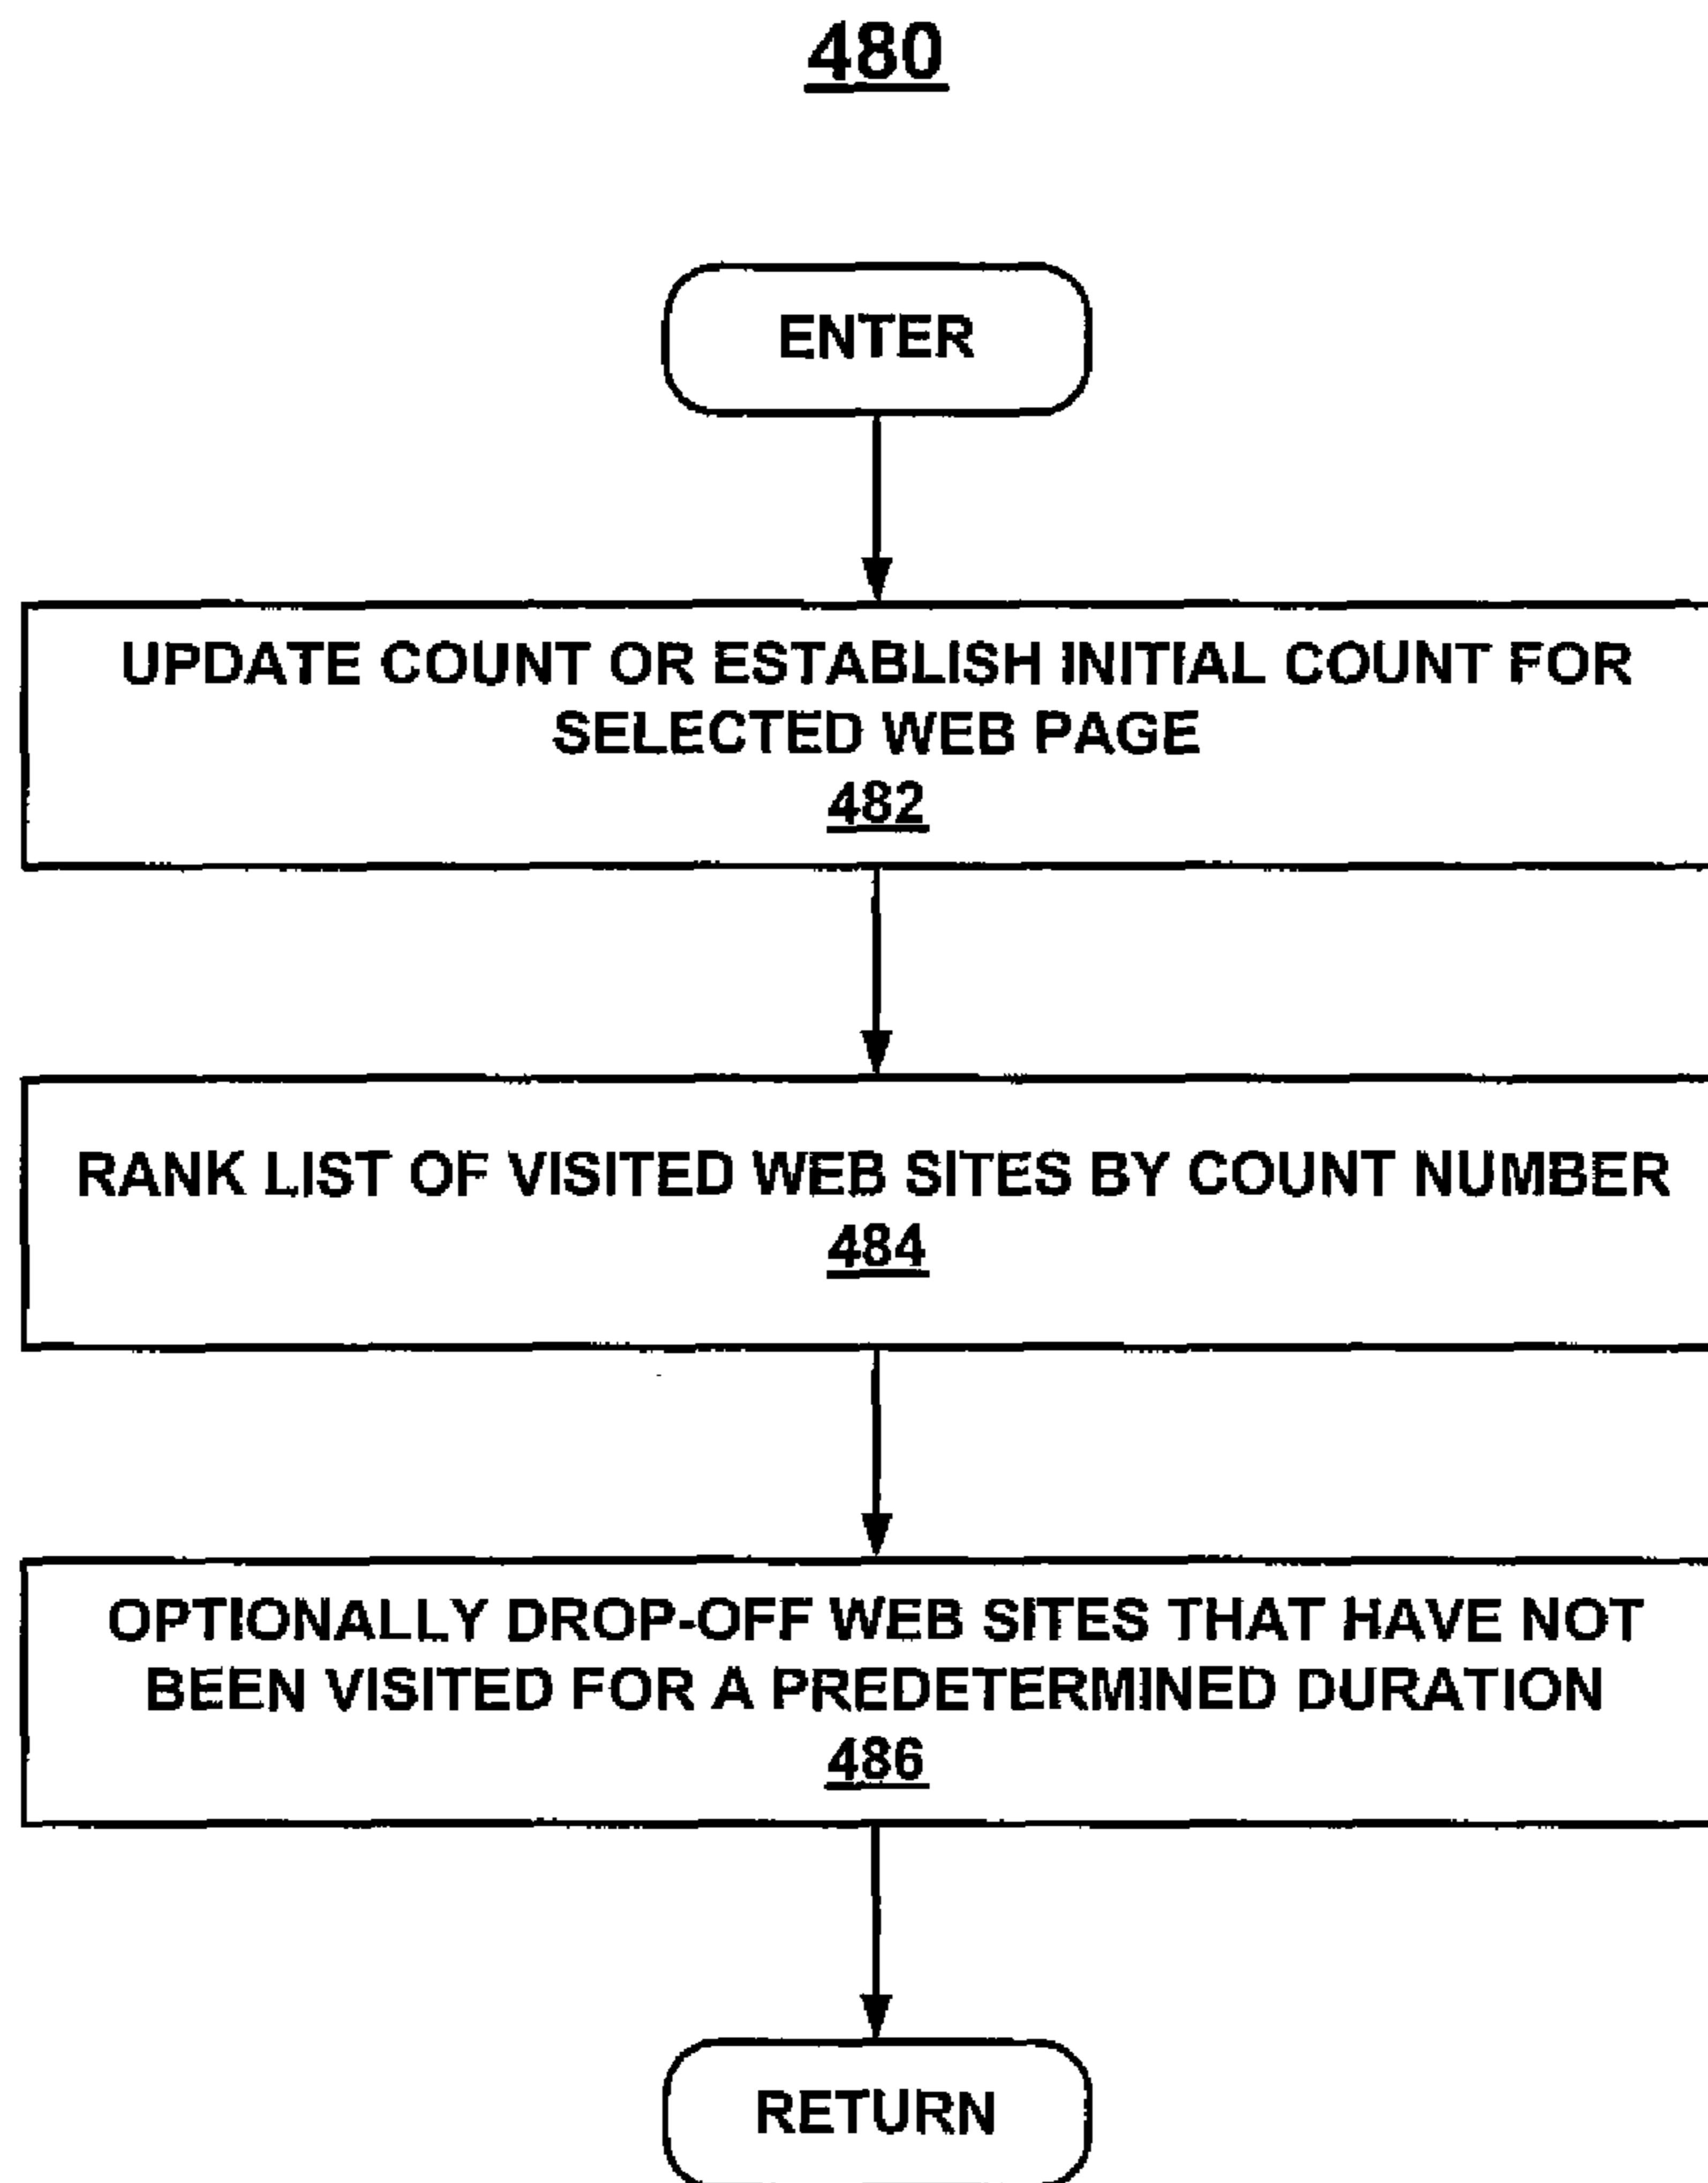 480
ENTER
UPDATE COUNT OR ESTABLISH INITIAL COUNT FOR
SELECTED WEB PAGE
482
RANK LIST OF VISITED WEB SITES BY COUNT NUMBER
484
OPTIONALLY DROP-OFF WEB SITES THAT HAVE NOT
BEEN VISITED FOR A PREDETERMINED DURATION
486
RETURN